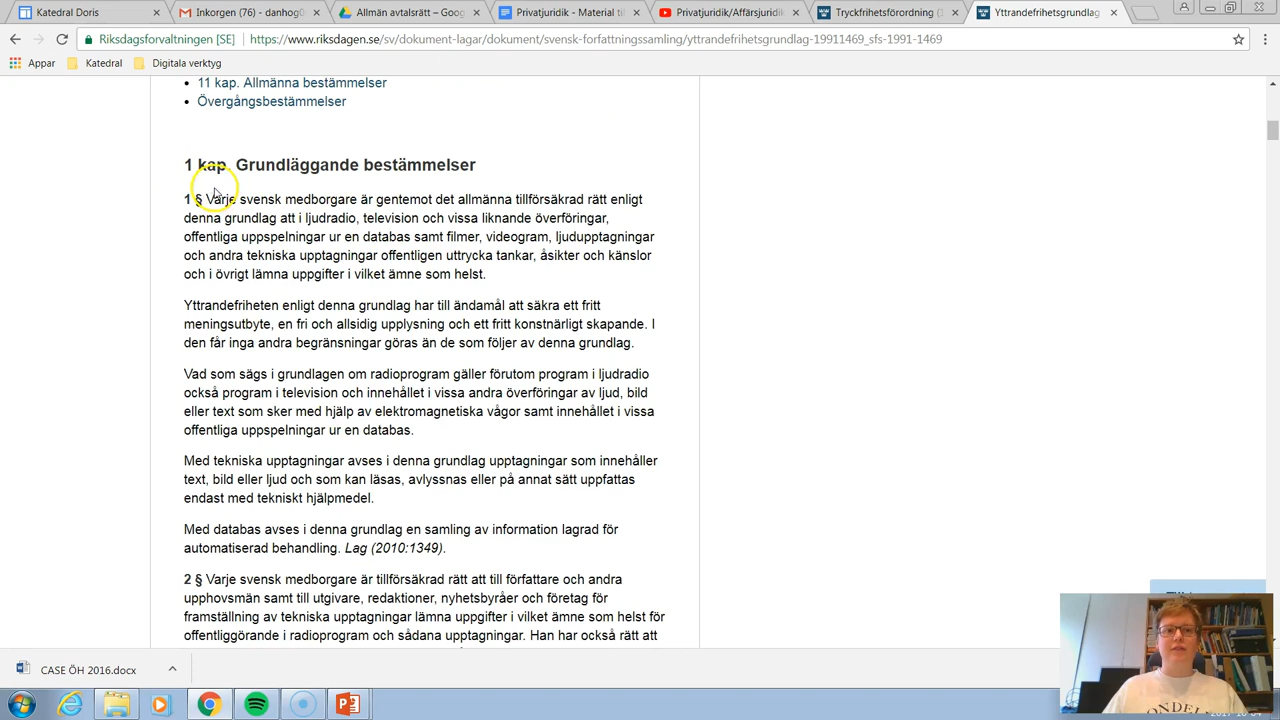 Katedral Doris
Inkorgen (76) - danhog
Allmän avtalsrätt – Goog
Privatjuridik - Material til
Privatjuridik/Affärsjuridi
Tryckfrihetsförordning (
Yttrandefrihetsgrundlag
Riksdagsförvaltningen [SE]
https://www.riksdagen.se/sv/dokument-lagar/dokument/svensk-forfattningssamling/yttrandefrihetsgrundlag-19911469_sfs-1991-1469
Appar
Katedral
Digitala verktyg
11 kap. Allmänna bestämmelser
Övergångsbestämmelser
1 kap. Grundläggande bestämmelser
1 § Varje svensk medborgare är gentemot det allmänna tillförsäkrad rätt enligt
denna grundlag att i ljudradio, television och vissa liknande överföringar,
offentliga uppspelningar ur en databas samt filmer, videogram, ljudupptagningar
och andra tekniska upptagningar offentligen uttrycka tankar, åsikter och känslor
och i övrigt lämna uppgifter i vilket ämne som helst.
Yttrandefriheten enligt denna grundlag har till ändamål att säkra ett fritt
meningsutbyte, en fri och allsidig upplysning och ett fritt konstnärligt skapande. I
den får inga andra begränsningar göras än de som följer av denna grundlag.
Vad som sägs i grundlagen om radioprogram gäller förutom program i ljudradio
också program i television och innehållet i vissa andra överföringar av ljud, bild
eller text som sker med hjälp av elektromagnetiska vågor samt innehållet i vissa
offentliga uppspelningar ur en databas.
Med tekniska upptagningar avses i denna grundlag upptagningar som innehåller
text, bild eller ljud och som kan läsas, avlyssnas eller på annat sätt uppfattas
endast med tekniskt hjälpmedel.
Med databas avses i denna grundlag en samling av information lagrad för
automatiserad behandling. Lag (2010:1349).
2 § Varje svensk medborgare är tillförsäkrad rätt att till författare och andra
upphovsmän samt till utgivare, redaktioner, nyhetsbyråer och företag för
framställning av tekniska upptagningar lämna uppgifter i vilket ämne som helst för
offentliggörande i radioprogram och sådana upptagningar. Han har också rätt att
CASE ÖH 2016.docx